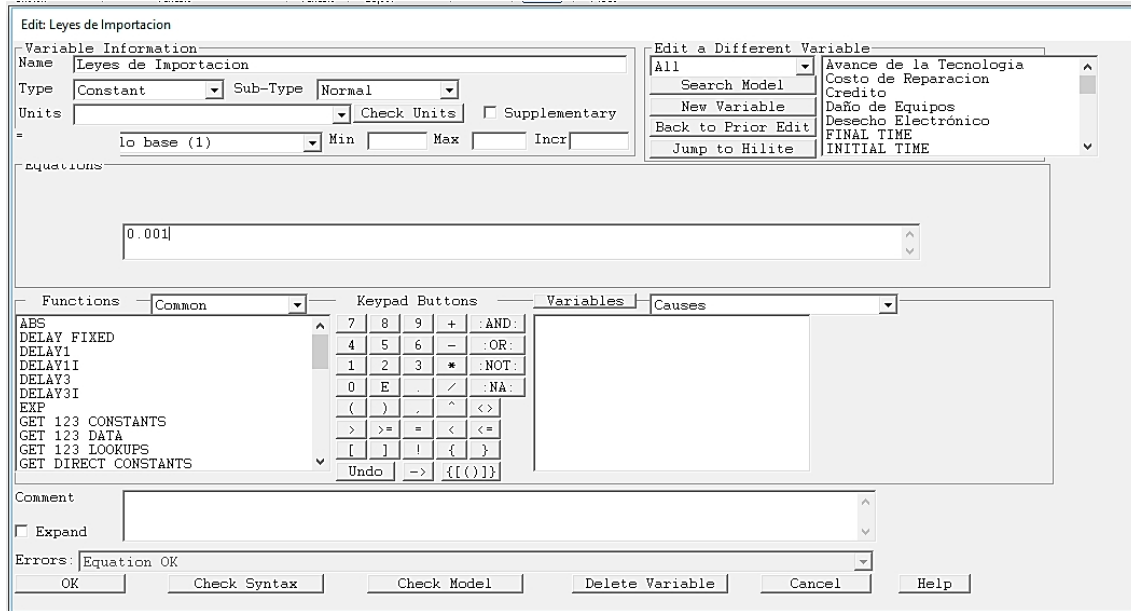 Edit: Leyes de Importacion
Variable Information
Name Leyes de Importacion
Type Constant Sub-Type Normal
Units Check Units Supplementary
= lo base (1) Min Max Incr
Edit a Different Variable
All
Search Model
New Variable
Back to Prior Edit
Jump to Hilite
Avance de la Tecnologia
Costo de Reparacion
Credito
Daño de Equipos
Desecho Electrónico
FINAL TIME
INITIAL TIME
Equations
0.001
Functions Common
ABS
DELAY FIXED
DELAY1
DELAY1I
DELAY3
DELAY3I
EXP
GET 123 CONSTANTS
GET 123 DATA
GET 123 LOOKUPS
GET DIRECT CONSTANTS
Keypad Buttons
7 8 9 + :AND:
4 5 6 - :OR:
1 2 3 * :NOT:
0 E . / :NA:
( ) , ^ <>
> >= = < <=
[ ] ! { }
Undo -> {[()]}
Variables Causes
Comment
Expand
Errors: Equation OK
OK Check Syntax Check Model Delete Variable Cancel Help